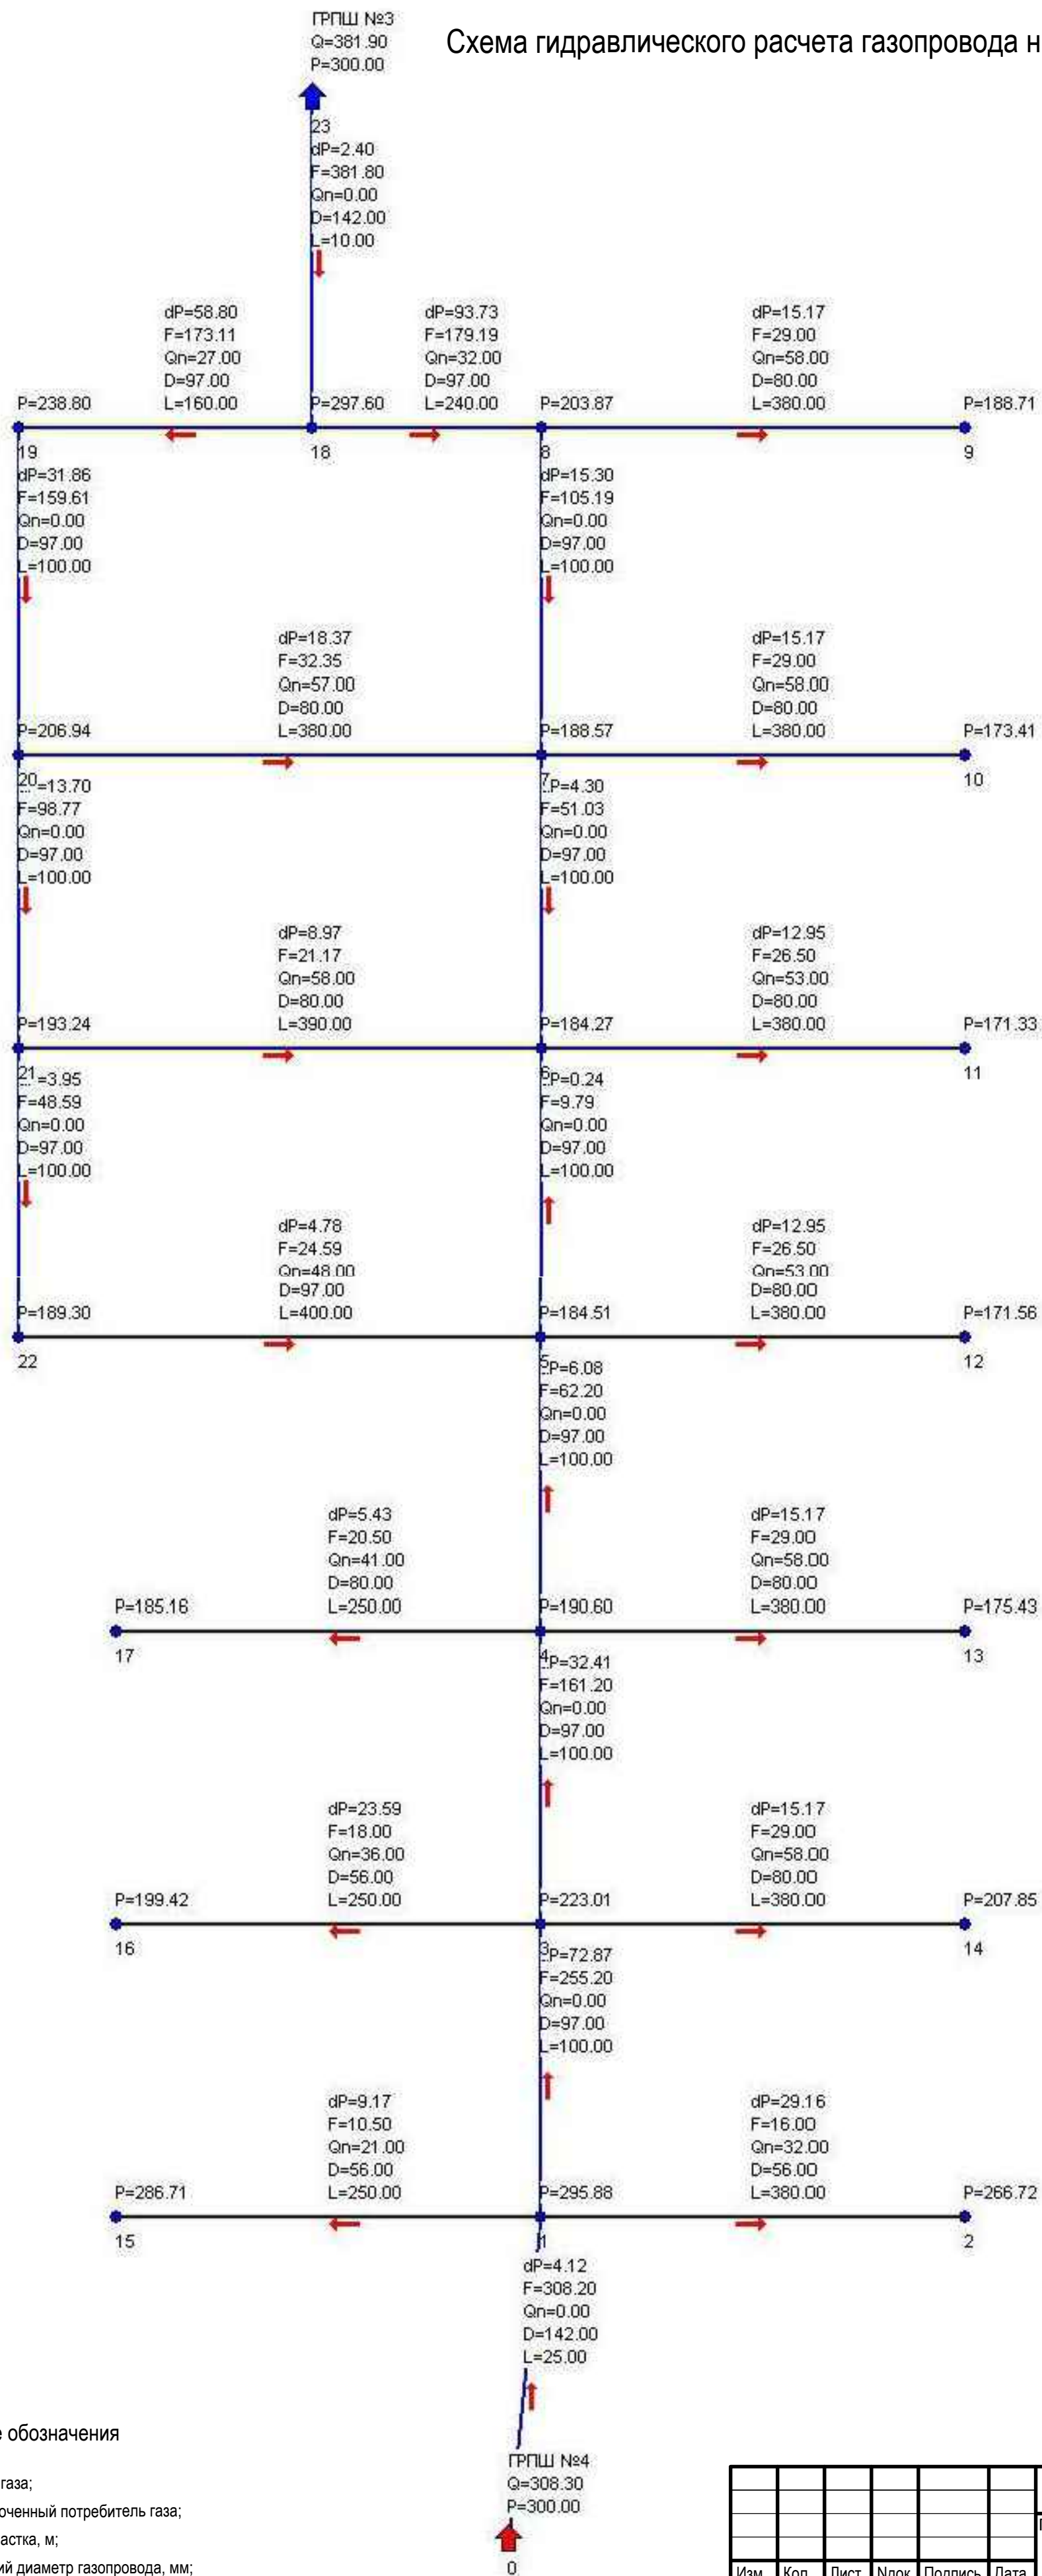 ГРПШ №3
Q=381.90
P=300.00
Схема гидравлического расчета газопровода н
23
dP=2.40
F=381.80
Qn=0.00
D=142.00
L=10.00
dP=58.80
F=173.11
Qn=27.00
D=97.00
L=160.00
dP=93.73
F=179.19
Qn=32.00
D=97.00
L=240.00
dP=15.17
F=29.00
Qn=58.00
D=80.00
L=380.00
P=238.80
P=297.60
P=203.87
P=188.71
19
18
8
9
dP=31.86
F=159.61
Qn=0.00
D=97.00
L=100.00
dP=15.30
F=105.19
Qn=0.00
D=97.00
L=100.00
dP=18.37
F=32.35
Qn=57.00
D=80.00
L=380.00
dP=15.17
F=29.00
Qn=58.00
D=80.00
L=380.00
P=206.94
P=188.57
P=173.41
20
7
10
=13.70
F=98.77
Qn=0.00
D=97.00
L=100.00
P=4.30
F=51.03
Qn=0.00
D=97.00
L=100.00
dP=8.97
F=21.17
Qn=58.00
D=80.00
L=390.00
dP=12.95
F=26.50
Qn=53.00
D=80.00
L=380.00
P=193.24
P=184.27
P=171.33
21
6
11
=3.95
F=48.59
Qn=0.00
D=97.00
L=100.00
P=0.24
F=9.79
Qn=0.00
D=97.00
L=100.00
dP=4.78
F=24.59
Qn=48.00
D=97.00
L=400.00
dP=12.95
F=26.50
Qn=53.00
D=80.00
L=380.00
P=189.30
P=184.51
P=171.56
22
5
12
P=6.08
F=62.20
Qn=0.00
D=97.00
L=100.00
dP=5.43
F=20.50
Qn=41.00
D=80.00
L=250.00
dP=15.17
F=29.00
Qn=58.00
D=80.00
L=380.00
P=185.16
P=190.60
P=175.43
17
4
13
P=32.41
F=161.20
Qn=0.00
D=97.00
L=100.00
dP=23.59
F=18.00
Qn=36.00
D=56.00
L=250.00
dP=15.17
F=29.00
Qn=58.00
D=80.00
L=380.00
P=199.42
P=223.01
P=207.85
16
3
14
P=72.87
F=255.20
Qn=0.00
D=97.00
L=100.00
dP=9.17
F=10.50
Qn=21.00
D=56.00
L=250.00
dP=29.16
F=16.00
Qn=32.00
D=56.00
L=380.00
P=286.71
P=295.88
P=266.72
15
1
2
dP=4.12
F=308.20
Qn=0.00
D=142.00
L=25.00
ГРПШ №4
Q=308.30
P=300.00
0
е обозначения
газа;
оченный потребитель газа;
астка, м;
ий диаметр газопровода, мм;
Изм. Кол. Лист Nдок Подпись Дата